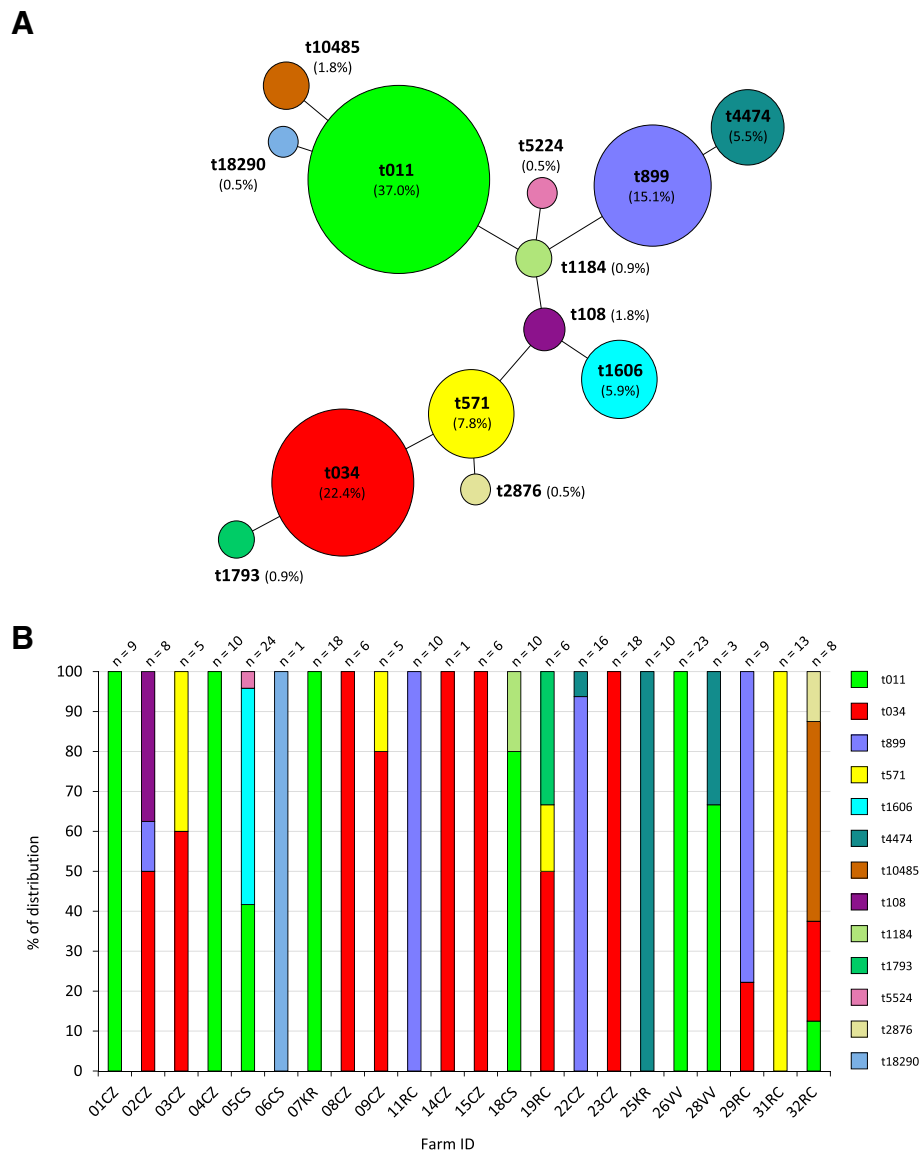 A
t10485
(1.8%)
t4474
(5.5%)
t5224
(0.5%)
t18290
(0.5%)
t011
(37.0%)
t899
(15.1%)
t1184 (0.9%)
t108 (1.8%)
t1606
(5.9%)
t571
(7.8%)
t034
(22.4%)
t2876 (0.5%)
t1793 (0.9%)
B
n = 9
n = 8
n = 5
n = 10
n = 24
n = 1
n = 18
n = 6
n = 5
n = 10
n = 1
n = 6
n = 10
n = 6
n = 16
n = 18
n = 10
n = 23
n = 3
n = 9
n = 13
n = 8
% of distribution
100
90
80
70
60
50
40
30
20
10
0
01CZ
02CZ
03CZ
04CZ
05CS
06CS
07KR
08CZ
09CZ
11RC
14CZ
15CZ
18CS
19RC
22CZ
23CZ
25KR
26VV
28VV
29RC
31RC
32RC
Farm ID
t011
t034
t899
t571
t1606
t4474
t10485
t108
t1184
t1793
t5524
t2876
t18290